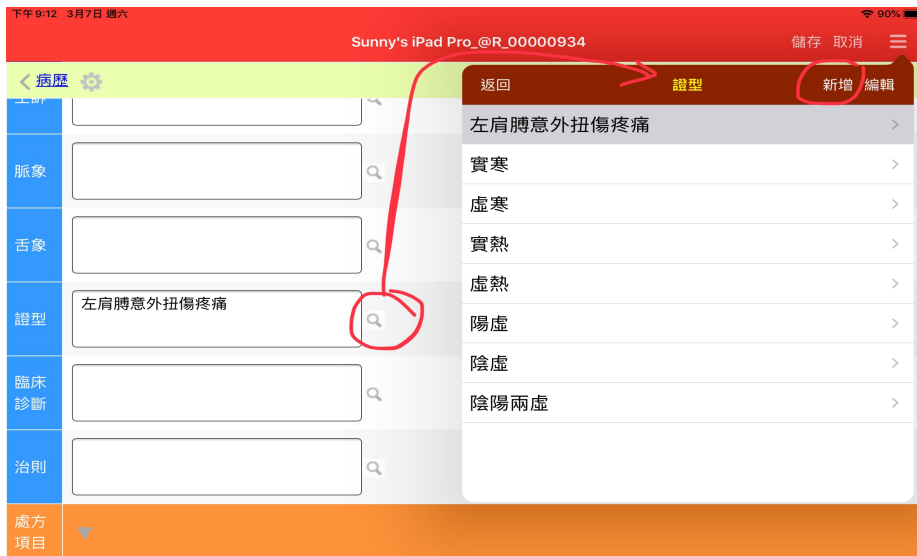 下午9:12 3月7日 週六
90%
Sunny's iPad Pro_@R_00000934
儲存 取消
病歷
返回 證型 新增 編輯
主訴
左肩膊意外扭傷疼痛
脈象
實寒
虛寒
舌象
實熱
虛熱
證型
左肩膊意外扭傷疼痛
陽虛
陰虛
臨床
診斷
陰陽兩虛
治則
處方
項目